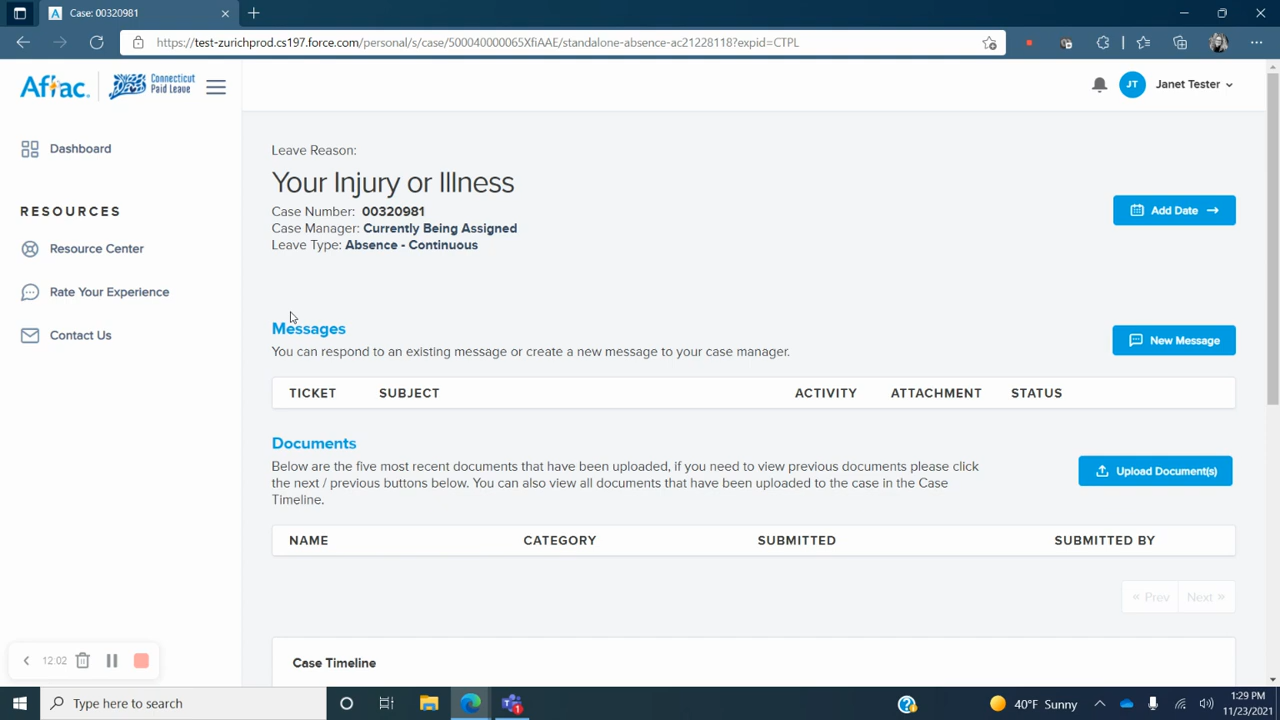 Case: 00320981
https://test-zurichprod.cs197.force.com/personal/s/case/500040000065XfiAAE/standalone-absence-ac21228118?expid=CTPL
Aflac.
Connecticut
Paid Leave
JT
Janet Tester
Dashboard
RESOURCES
Resource Center
Rate Your Experience
Contact Us
Leave Reason:
Your Injury or Illness
Case Number: 00320981
Case Manager: Currently Being Assigned
Leave Type: Absence - Continuous
Add Date →
Messages
You can respond to an existing message or create a new message to your case manager.
New Message
TICKET SUBJECT ACTIVITY ATTACHMENT STATUS
Documents
Below are the five most recent documents that have been uploaded, if you need to view previous documents please click
the next / previous buttons below. You can also view all documents that have been uploaded to the case in the Case
Timeline.
Upload Document(s)
NAME CATEGORY SUBMITTED SUBMITTED BY
« Prev Next »
Case Timeline
12:02
Type here to search
1
40°F Sunny
1:29 PM
11/23/2021